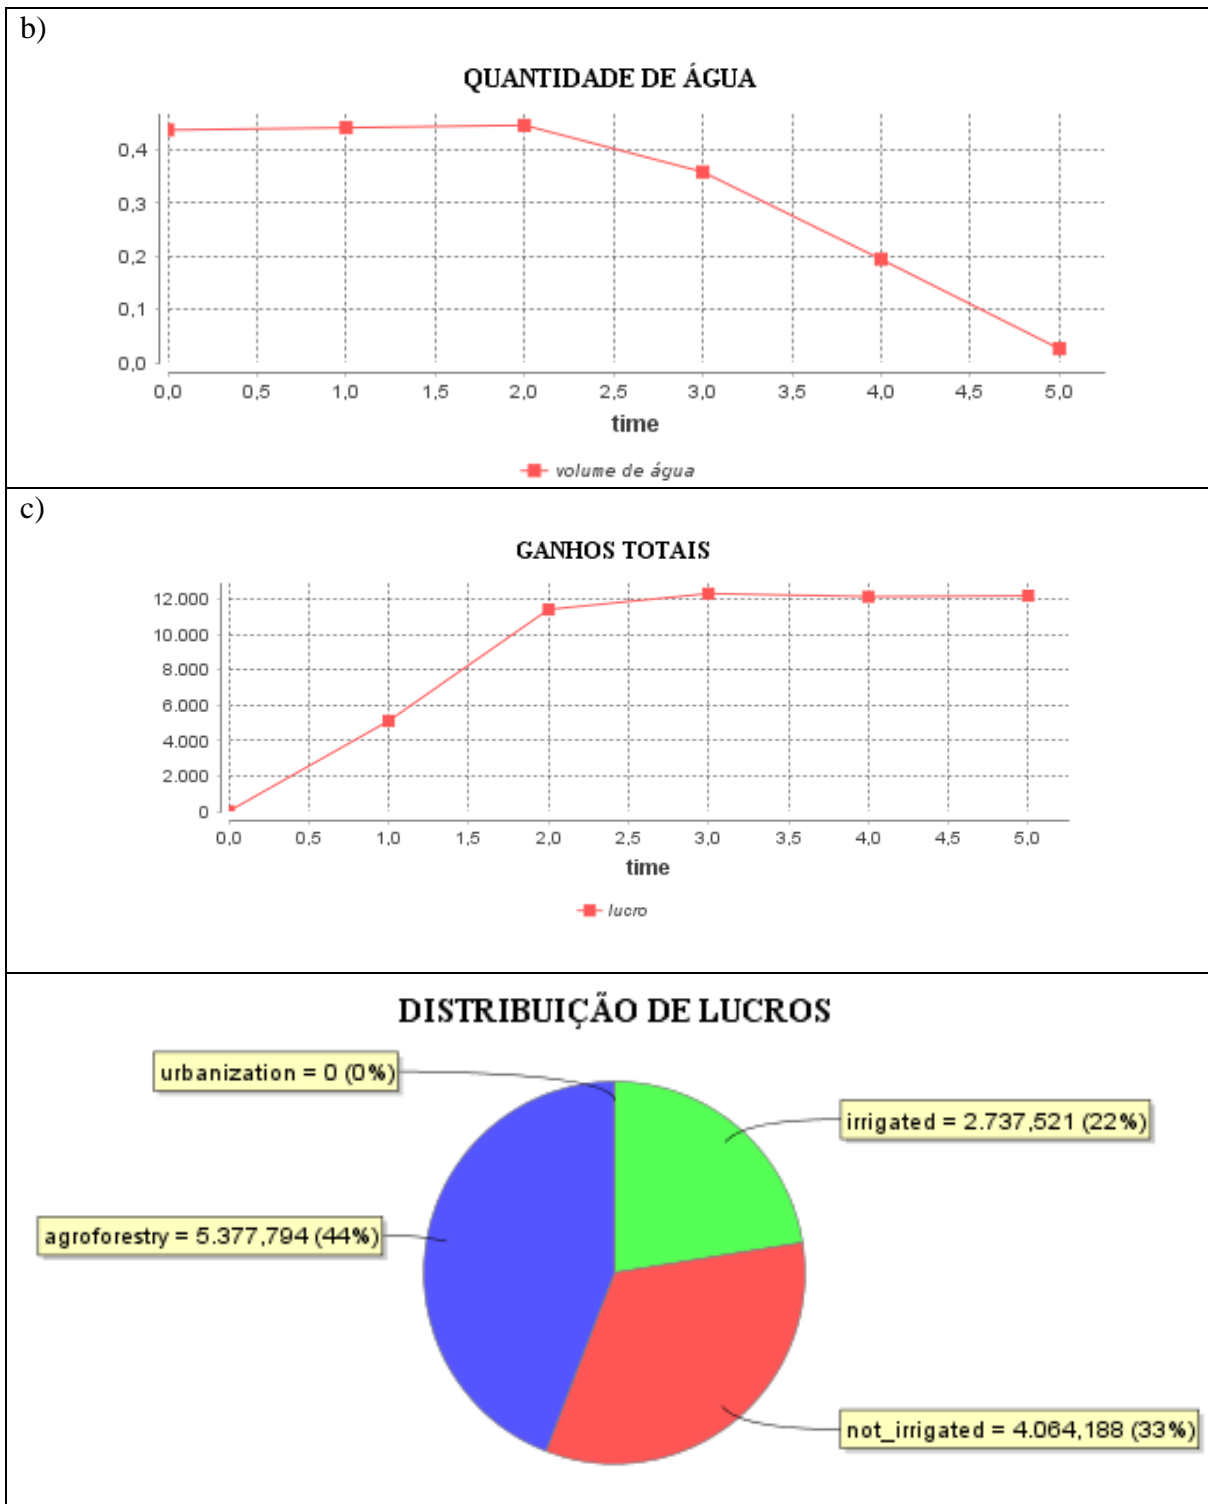 b)
QUANTIDADE DE ÁGUA
0,4
0,3
0,2
0,1
0,0
0,0 0,5 1,0 1,5 2,0 2,5 3,0 3,5 4,0 4,5 5,0
time
volume de água
c)
GANHOS TOTAIS
12.000
10.000
8.000
6.000
4.000
2.000
0
0,0 0,5 1,0 1,5 2,0 2,5 3,0 3,5 4,0 4,5 5,0
time
lucro
DISTRIBUIÇÃO DE LUCROS
urbanization = 0 (0%)
irrigated = 2.737,521 (22%)
agroforestry = 5.377,794 (44%)
not_irrigated = 4.064,188 (33%)